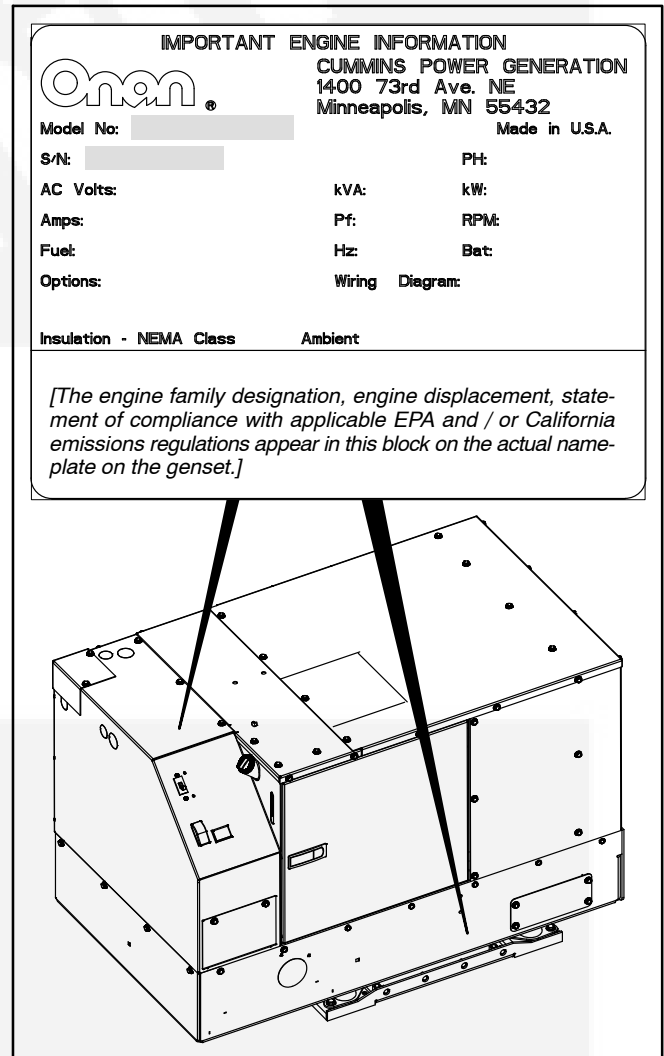 IMPORTANT ENGINE INFORMATION
Onan ®
CUMMINS POWER GENERATION
1400 73rd Ave. NE
Minneapolis, MN 55432
Model No:
Made in U.S.A.
S/N:
PH:
AC Volts:
kVA:
kW:
Amps:
Pf:
RPM:
Fuel:
Hz:
Bat:
Options:
Wiring Diagram:
Insulation - NEMA Class
Ambient
[The engine family designation, engine displacement, state-
ment of compliance with applicable EPA and / or California
emissions regulations appear in this block on the actual name-
plate on the genset.]